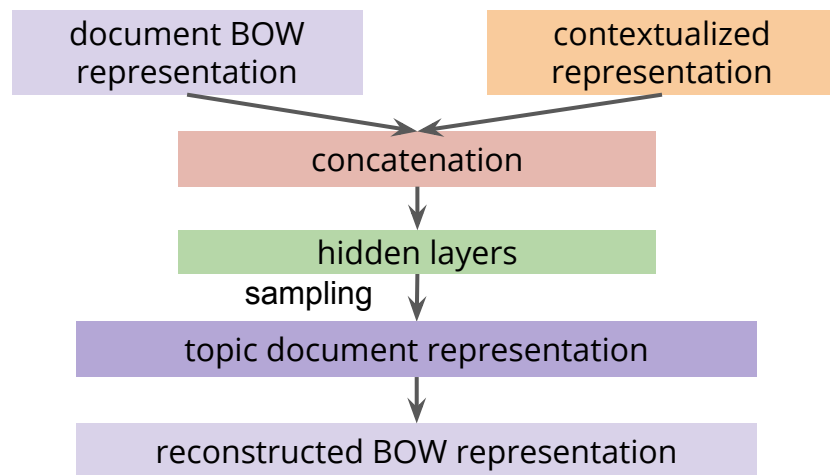 document BOW
representation
contextualized
representation
concatenation
hidden layers
sampling
topic document representation
reconstructed BOW representation